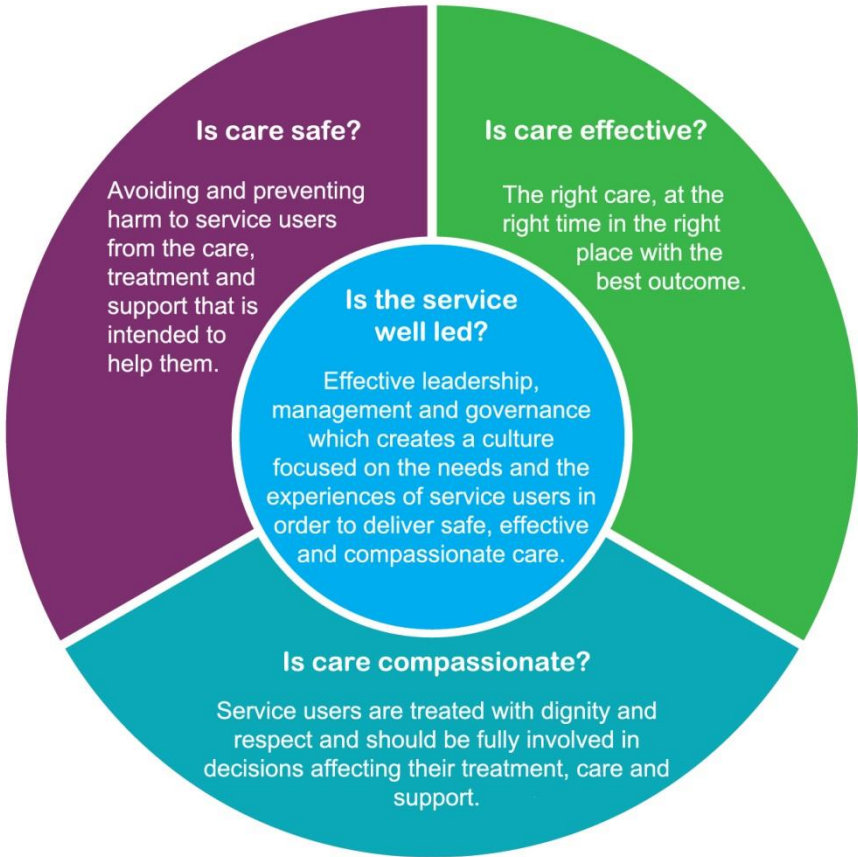 Is care safe?
Avoiding and preventing
harm to service users
from the care,
treatment and
support that is
intended to
help them.
Is care effective?
The right care, at the
right time in the right
place with the
best outcome.
Is the service
well led?
Effective leadership,
management and governance
which creates a culture
focused on the needs and the
experiences of service users in
order to deliver safe, effective
and compassionate care.
Is care compassionate?
Service users are treated with dignity and
respect and should be fully involved in
decisions affecting their treatment, care and
support.